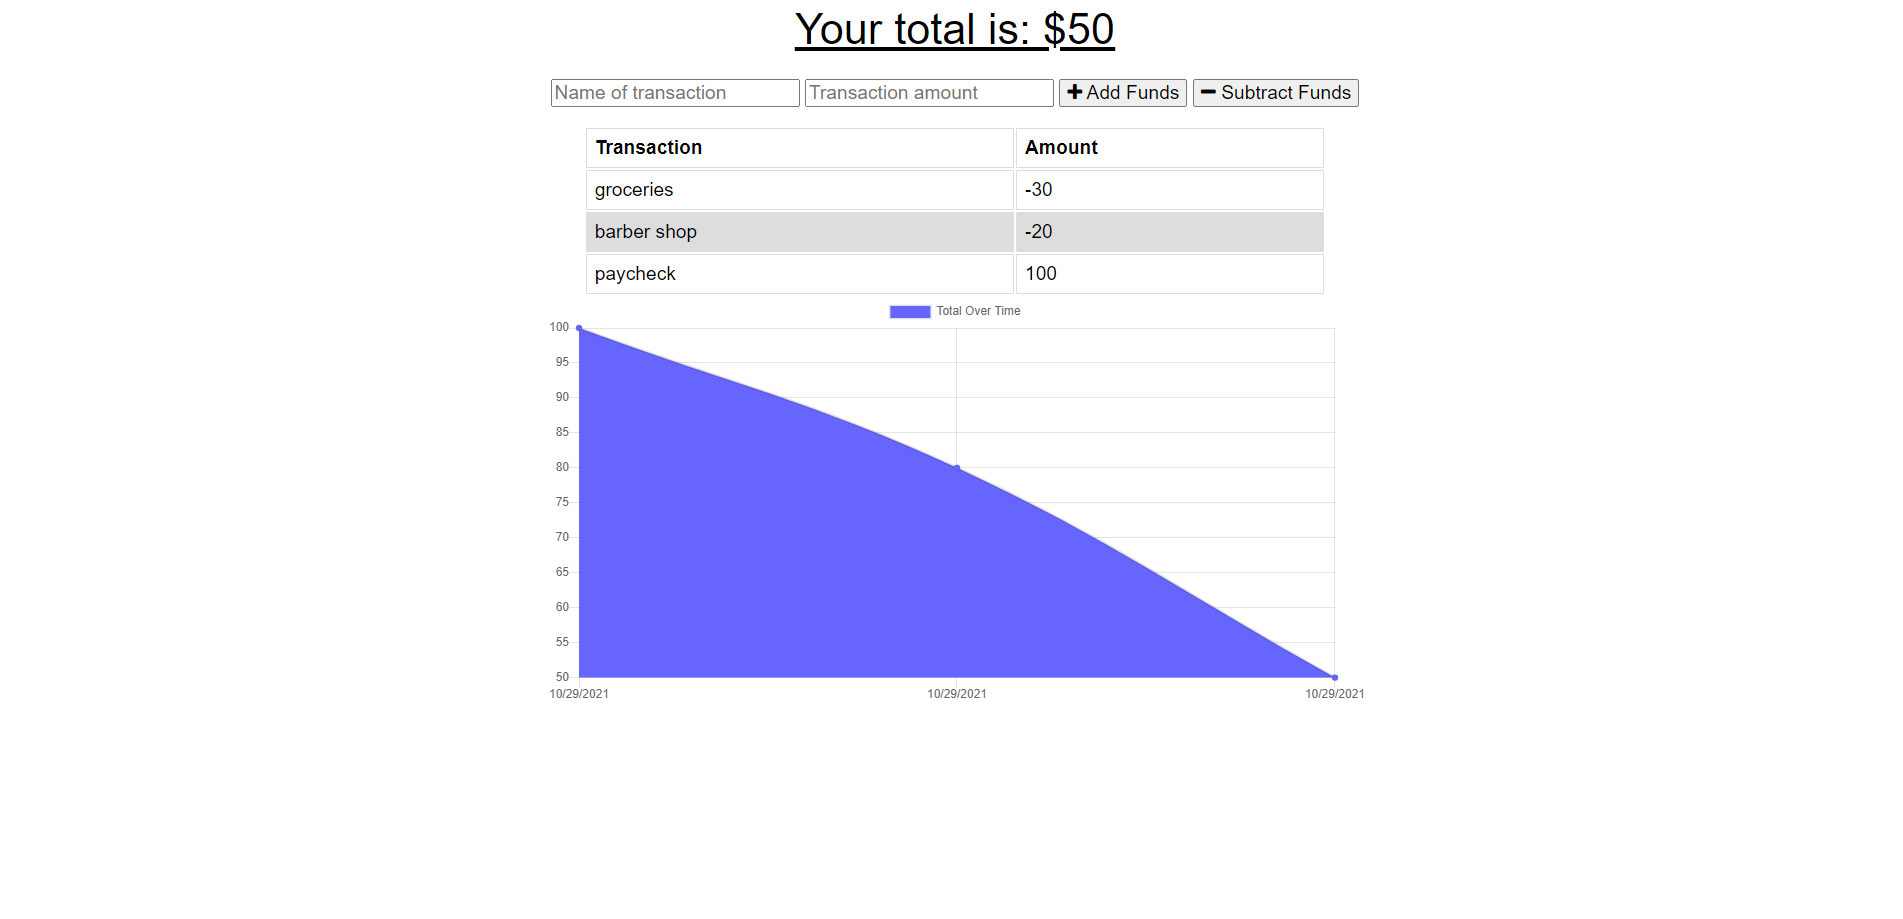 Your total is: $50
Name of transaction Transaction amount Add Funds Subtract Funds
Transaction Amount
groceries -30
barber shop -20
paycheck 100
Total Over Time
100
95
90
85
80
75
70
65
60
55
50
10/29/2021 10/29/2021 10/29/2021